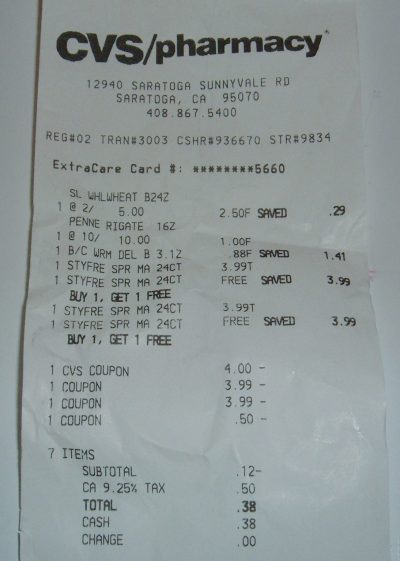 CVS/pharmacy
12940 SARATOGA SUNNYVALE RD
SARATOGA, CA 95070
408.867.5400
REG#02 TRAN#3003 CSHR#936670 STR#9834
ExtraCare Card #: ********5660
SL WHLWHEAT B24Z
1 @ 2/ 5.00 2.50F SAVED .29
PENNE RIGATE 16Z
1 @ 10/ 10.00 1.00F
1 B/C WRM DEL B 3.1Z .88F SAVED 1.41
1 STYFRE SPR MA 24CT 3.99T
1 STYFRE SPR MA 24CT FREE SAVED 3.99
BUY 1, GET 1 FREE
1 STYFRE SPR MA 24CT 3.99T
1 STYFRE SPR MA 24CT FREE SAVED 3.99
BUY 1, GET 1 FREE
1 CVS COUPON 4.00 -
1 COUPON 3.99 -
1 COUPON 3.99 -
1 COUPON .50 -
7 ITEMS
SUBTOTAL .12-
CA 9.25% TAX .50
TOTAL .38
CASH .38
CHANGE .00